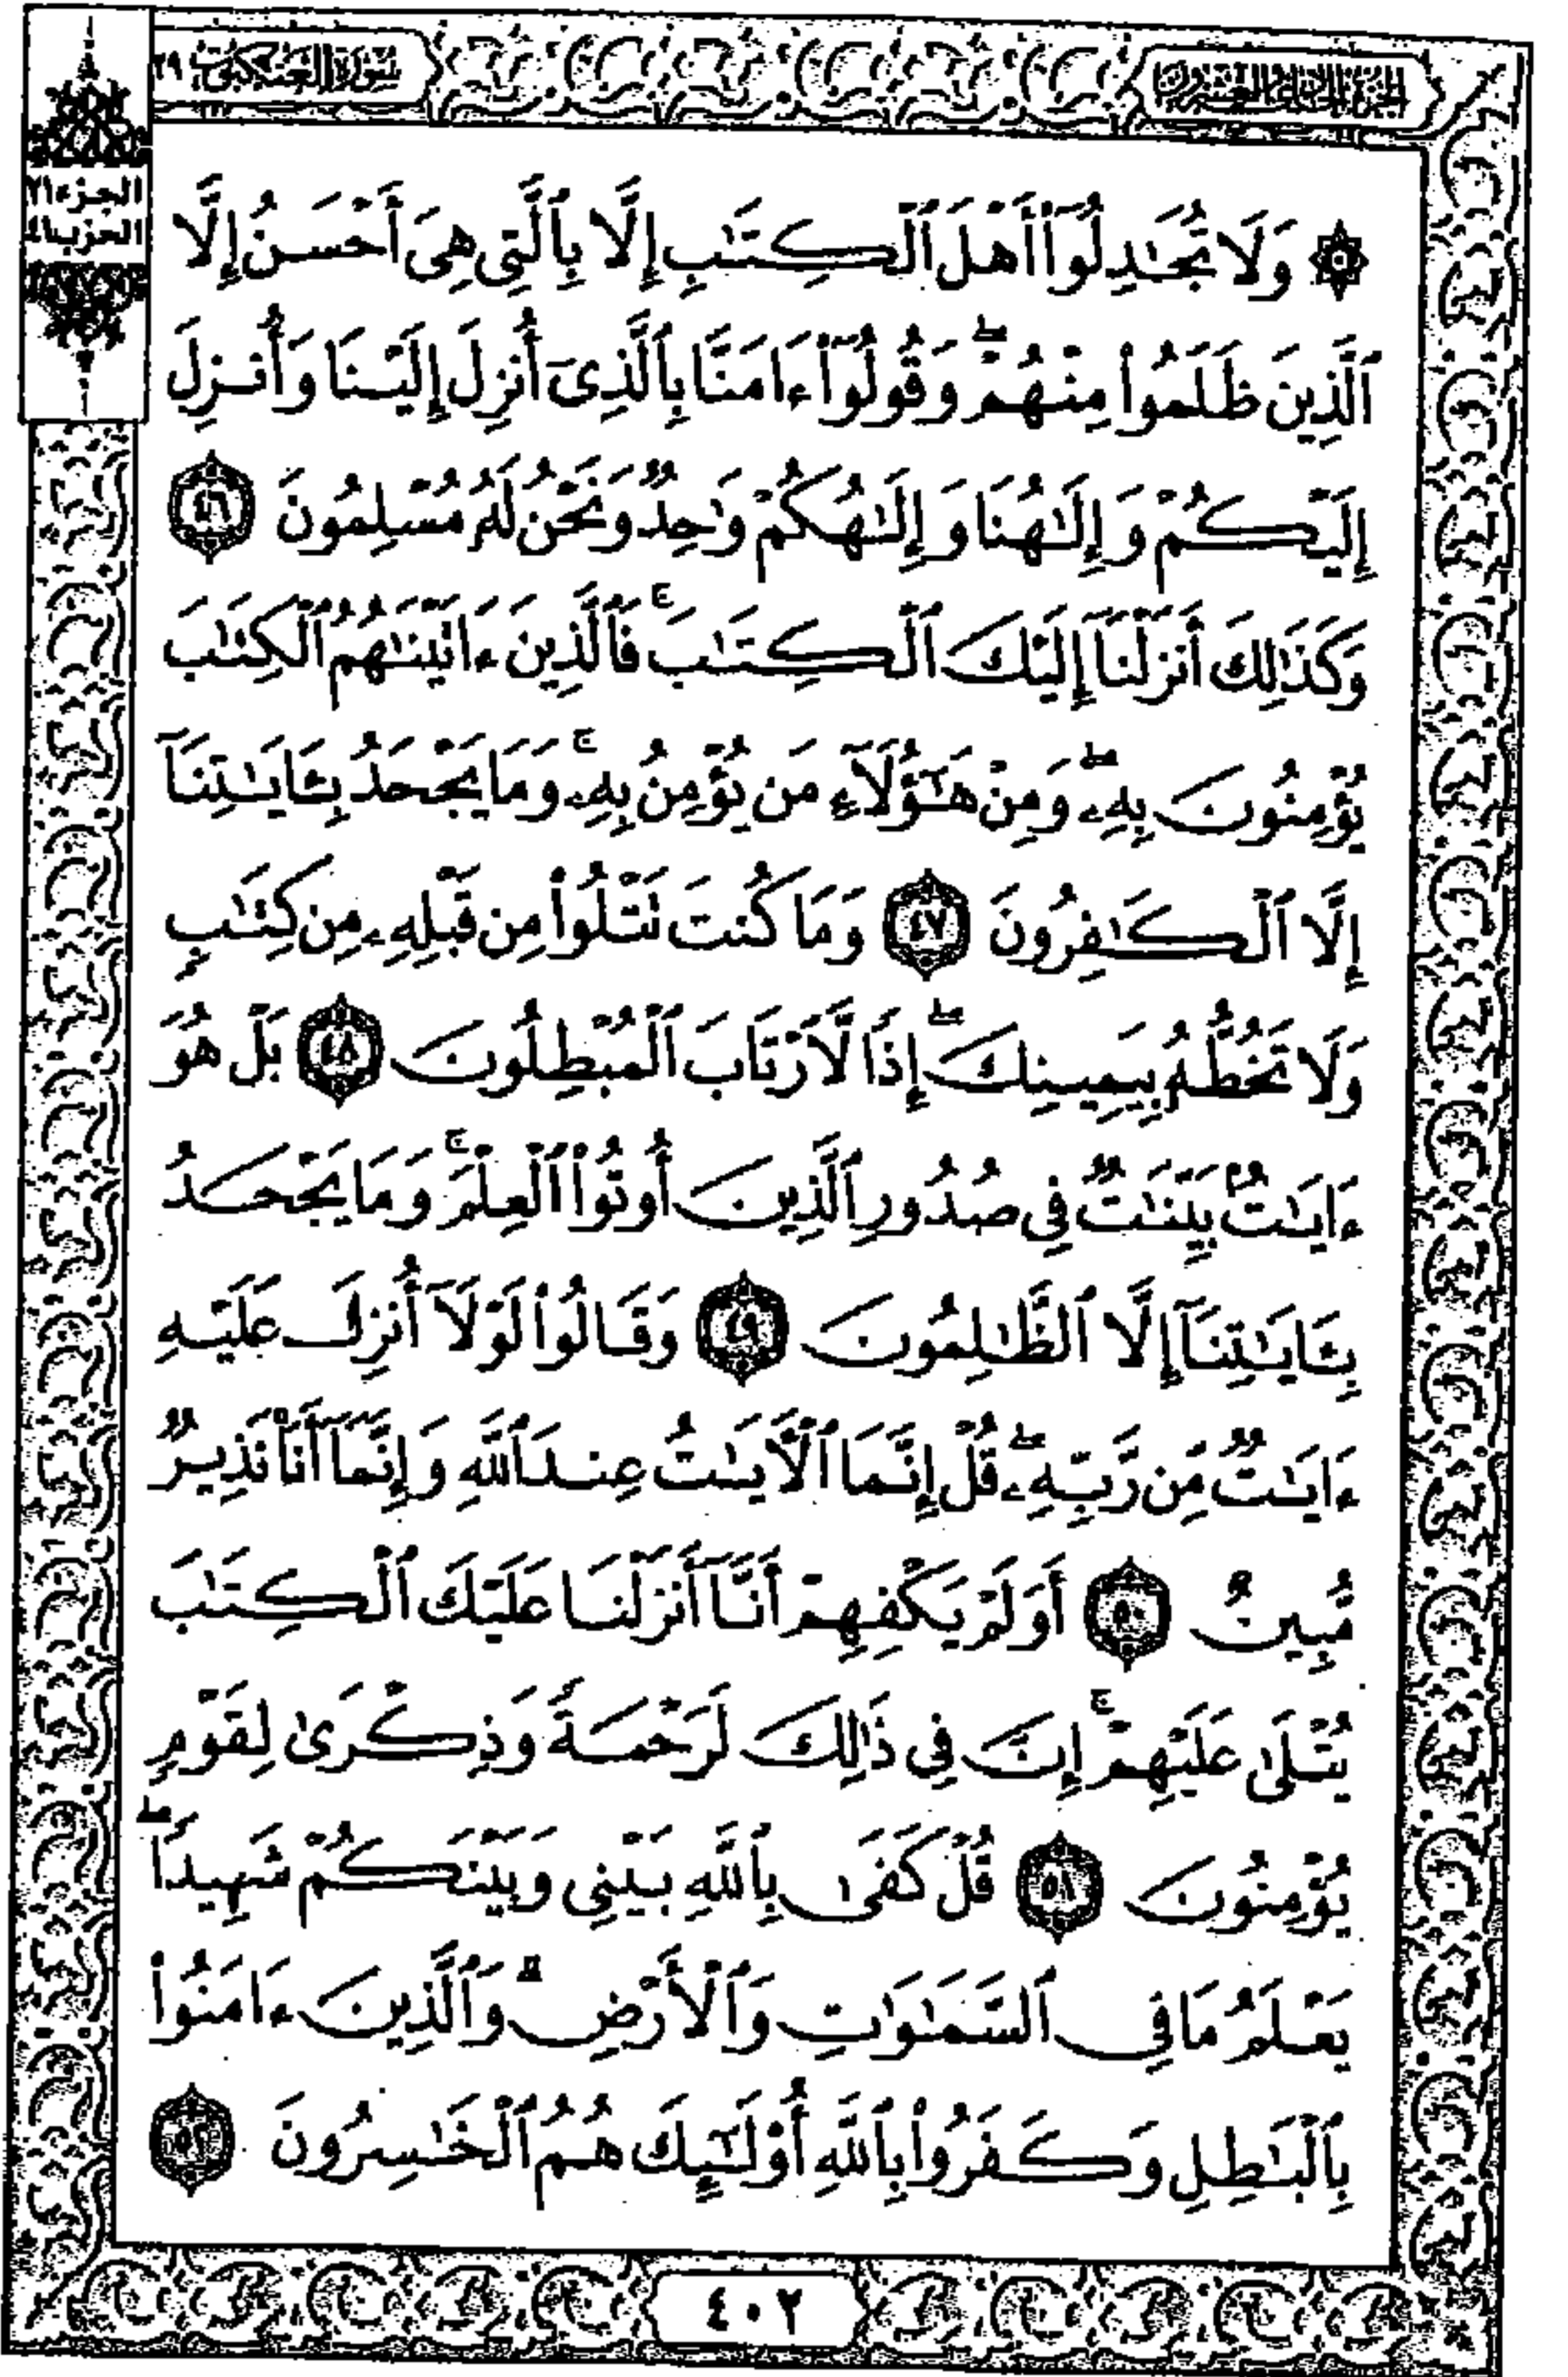 سورة العنكبوت ٢٩
الجزء الحادي والعشرون
الجزء ٢١
الحزب ٤١
۞ وَلَا تُجَٰدِلُوٓا۟ أَهْلَ ٱلْكِتَٰبِ إِلَّا بِٱلَّتِى هِىَ أَحْسَنُ إِلَّا
ٱلَّذِينَ ظَلَمُوا۟ مِنْهُمْ ۖ وَقُولُوٓا۟ ءَامَنَّا بِٱلَّذِىٓ أُنزِلَ إِلَيْنَا وَأُنزِلَ
إِلَيْكُمْ وَإِلَٰهُنَا وَإِلَٰهُكُمْ وَٰحِدٌ وَنَحْنُ لَهُۥ مُسْلِمُونَ ٤٦
وَكَذَٰلِكَ أَنزَلْنَآ إِلَيْكَ ٱلْكِتَٰبَ ۚ فَٱلَّذِينَ ءَاتَيْنَٰهُمُ ٱلْكِتَٰبَ
يُؤْمِنُونَ بِهِۦ ۖ وَمِنْ هَٰٓؤُلَآءِ مَن يُؤْمِنُ بِهِۦ ۚ وَمَا يَجْحَدُ بِـَٔايَٰتِنَآ
إِلَّا ٱلْكَٰفِرُونَ ٤٧ وَمَا كُنتَ تَتْلُوا۟ مِن قَبْلِهِۦ مِن كِتَٰبٍ
وَلَا تَخُطُّهُۥ بِيَمِينِكَ ۖ إِذًا لَّٱرْتَابَ ٱلْمُبْطِلُونَ ٤٨ بَلْ هُوَ
ءَايَٰتٌۢ بَيِّنَٰتٌ فِى صُدُورِ ٱلَّذِينَ أُوتُوا۟ ٱلْعِلْمَ ۚ وَمَا يَجْحَدُ
بِـَٔايَٰتِنَآ إِلَّا ٱلظَّٰلِمُونَ ٤٩ وَقَالُوا۟ لَوْلَآ أُنزِلَ عَلَيْهِ
ءَايَٰتٌ مِّن رَّبِّهِۦ ۖ قُلْ إِنَّمَا ٱلْـَٔايَٰتُ عِندَ ٱللَّهِ وَإِنَّمَآ أَنَا۠ نَذِيرٌ
مُّبِينٌ ٥٠ أَوَلَمْ يَكْفِهِمْ أَنَّآ أَنزَلْنَا عَلَيْكَ ٱلْكِتَٰبَ
يُتْلَىٰ عَلَيْهِمْ ۚ إِنَّ فِى ذَٰلِكَ لَرَحْمَةً وَذِكْرَىٰ لِقَوْمٍ
يُؤْمِنُونَ ٥١ قُلْ كَفَىٰ بِٱللَّهِ بَيْنِى وَبَيْنَكُمْ شَهِيدًا ۖ
يَعْلَمُ مَا فِى ٱلسَّمَٰوَٰتِ وَٱلْأَرْضِ ۗ وَٱلَّذِينَ ءَامَنُوا۟
بِٱلْبَٰطِلِ وَكَفَرُوا۟ بِٱللَّهِ أُو۟لَٰٓئِكَ هُمُ ٱلْخَٰسِرُونَ ٥٢
٤٠٢